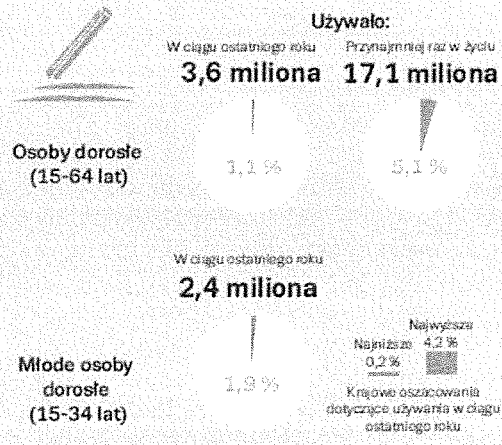 Używało:
W ciągu ostatniego roku
3,6 miliona
Przynajmniej raz w życiu
17,1 miliona
Osoby dorosłe
(15-64 lat)
1,1 %
5,1 %
W ciągu ostatniego roku
2,4 miliona
Młode osoby
dorosłe
(15-34 lat)
1,9 %
Najniższe
0,2 %
Najwyższe
4,2 %
Krajowe oszacowania
dotyczące używania w ciągu
ostatniego roku